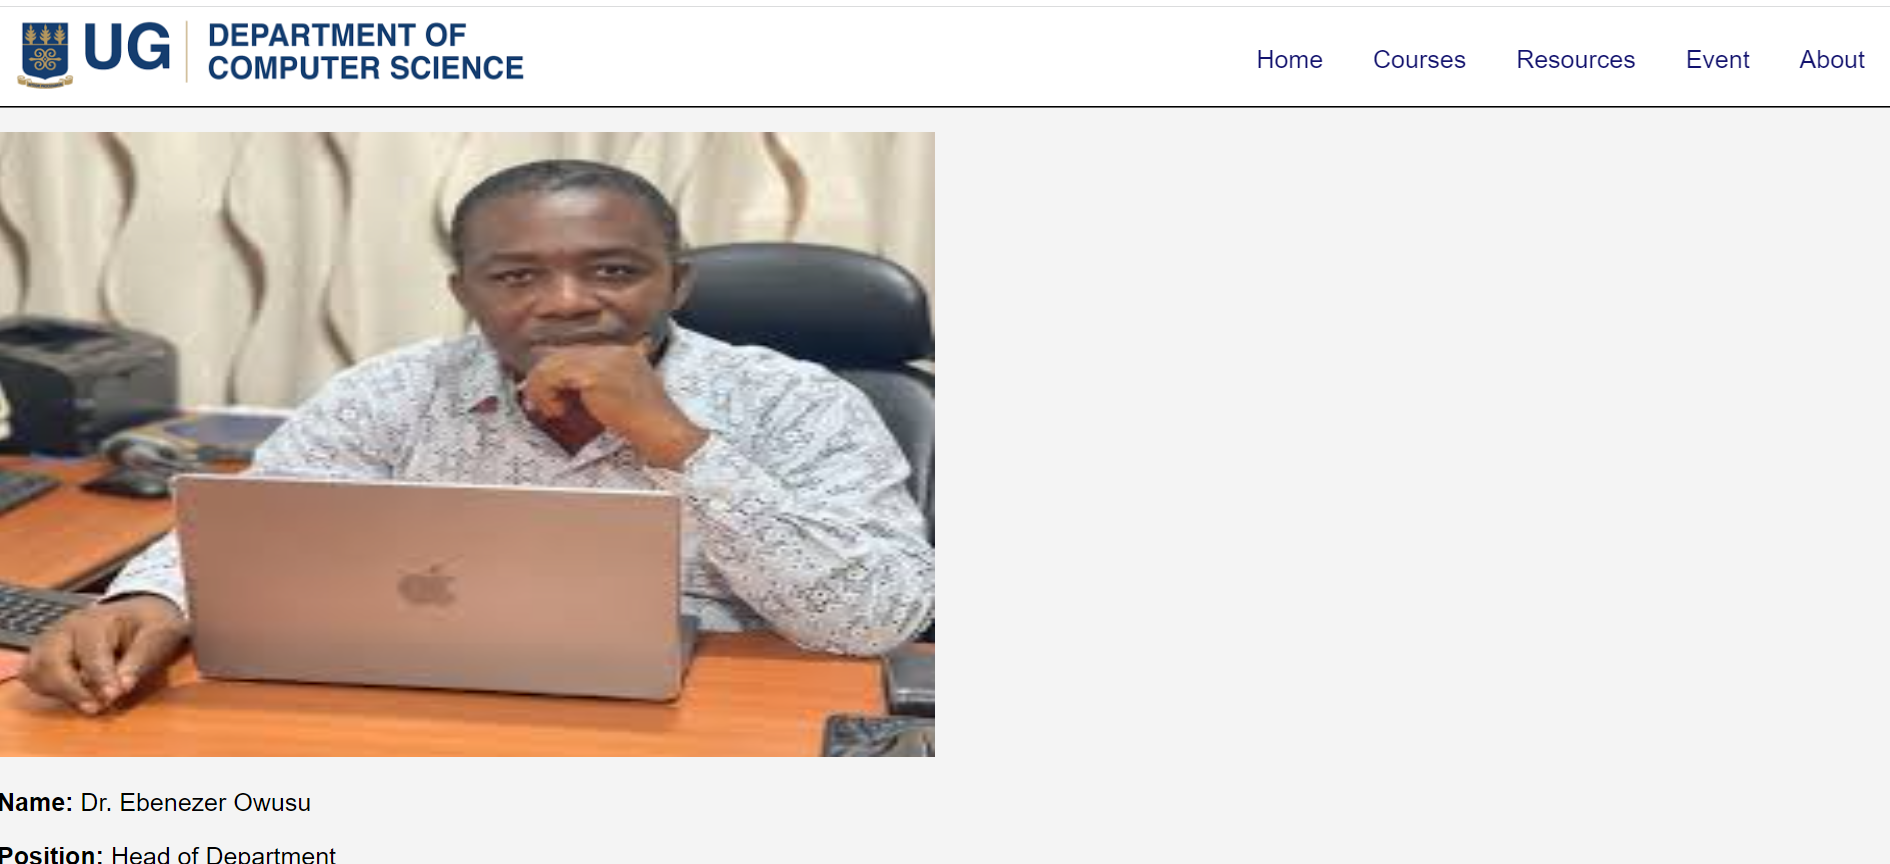 UG
DEPARTMENT OF
COMPUTER SCIENCE
Home Courses Resources Event About
Name: Dr. Ebenezer Owusu
Position: Head of Department